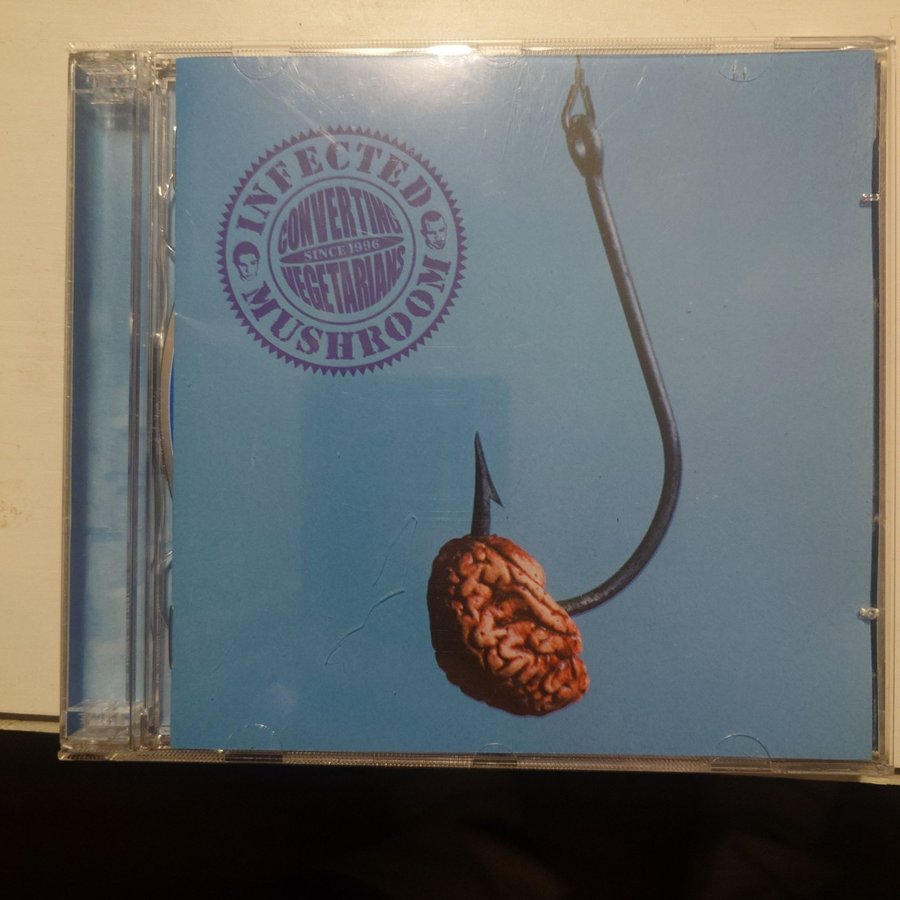 INFECTED
CONVERTING
SINCE 1996
VEGETARIANS
MUSHROOM